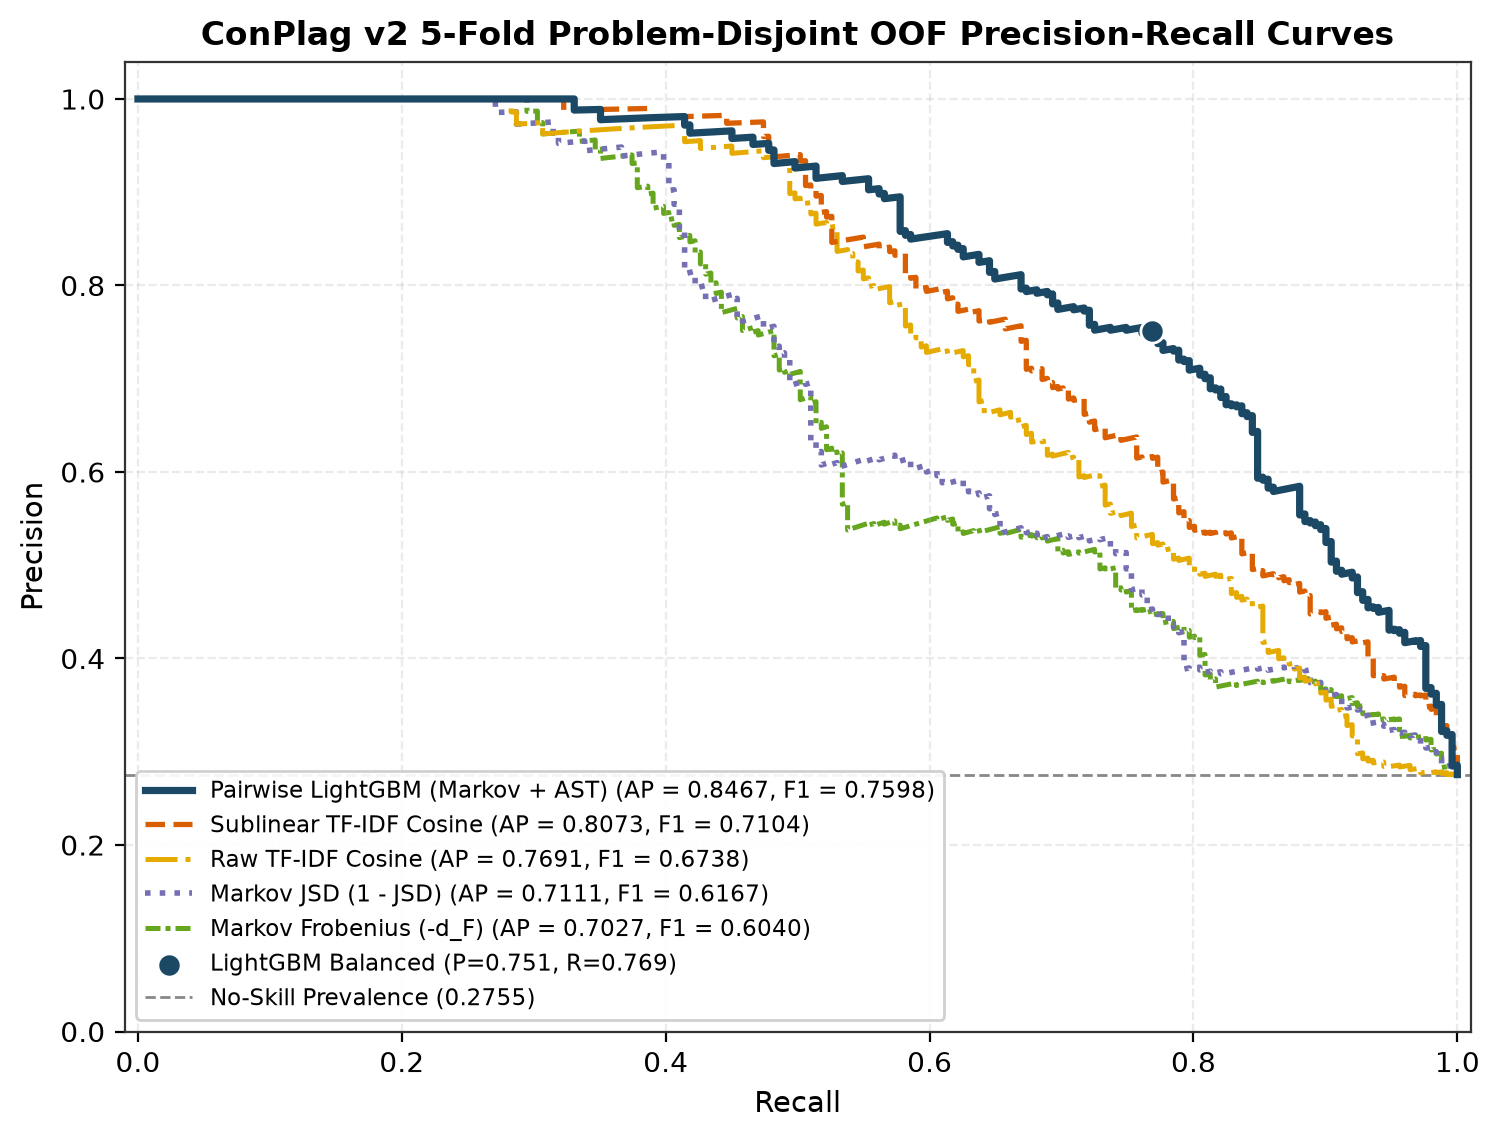 ConPlag v2 5-Fold Problem-Disjoint OOF Precision-Recall Curves
1.0
0.8
0.6
0.4
0.2
0.0
Precision
Pairwise LightGBM (Markov + AST) (AP = 0.8467, F1 = 0.7598)
Sublinear TF-IDF Cosine (AP = 0.8073, F1 = 0.7104)
Raw TF-IDF Cosine (AP = 0.7691, F1 = 0.6738)
Markov JSD (1 - JSD) (AP = 0.7111, F1 = 0.6167)
Markov Frobenius (-d_F) (AP = 0.7027, F1 = 0.6040)
LightGBM Balanced (P=0.751, R=0.769)
No-Skill Prevalence (0.2755)
0.0 0.2 0.4 0.6 0.8 1.0
Recall